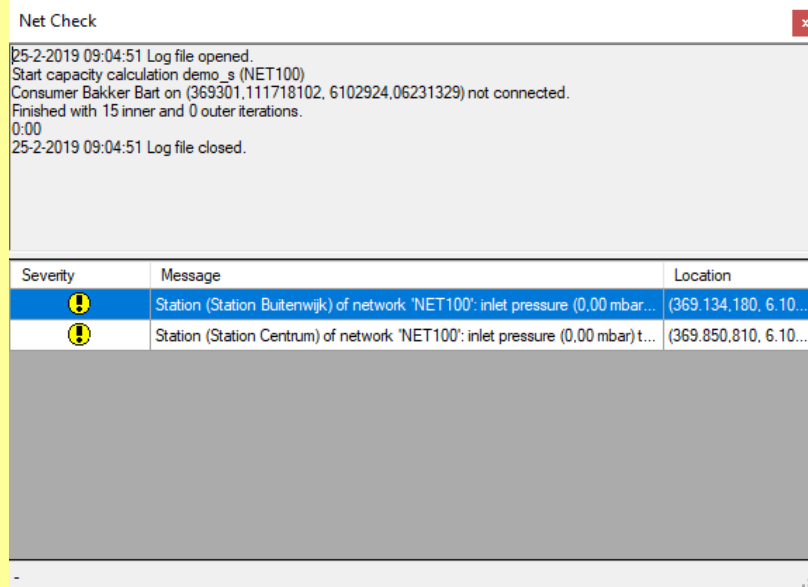 Net Check
x
25-2-2019 09:04:51 Log file opened.
Start capacity calculation demo_s (NET100)
Consumer Bakker Bart on (369301,111718102, 6102924,06231329) not connected.
Finished with 15 inner and 0 outer iterations.
0:00
25-2-2019 09:04:51 Log file closed.
Severity Message Location
! Station (Station Buitenwijk) of network 'NET100': inlet pressure (0,00 mbar... (369.134,180, 6.10...
! Station (Station Centrum) of network 'NET100': inlet pressure (0,00 mbar) t... (369.850,810, 6.10...
-